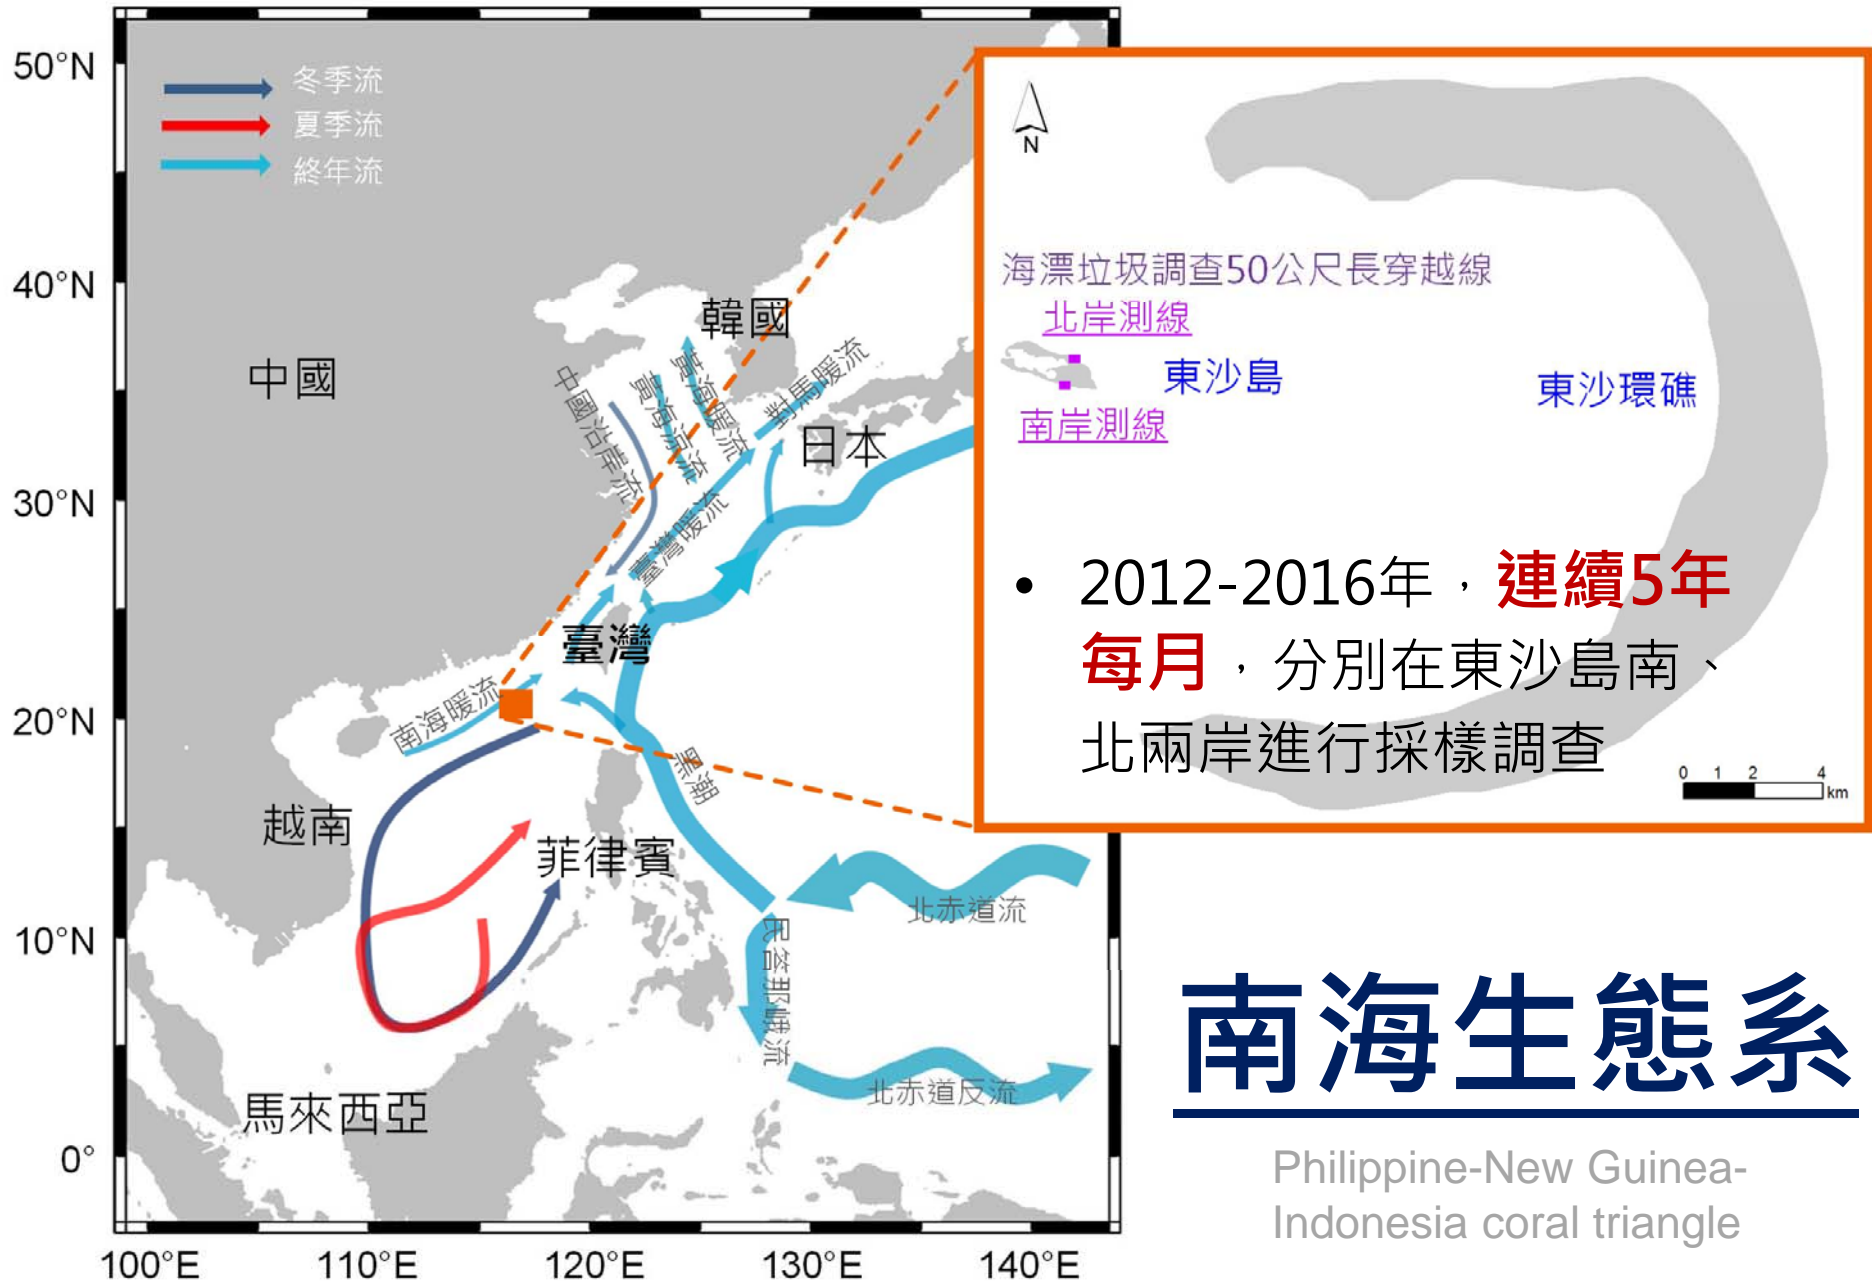 50°N
40°N
30°N
20°N
10°N
0°
100°E
110°E
120°E
130°E
140°E
冬季流
夏季流
終年流
中國
韓國
日本
臺灣
越南
菲律賓
馬來西亞
中國沿岸流
黃海涼流
黃海暖流
對馬暖流
臺灣暖流
南海暖流
黑潮
北赤道流
民答那峨流
北赤道反流
N
海漂垃圾調查50公尺長穿越線
北岸測線
東沙島
東沙環礁
南岸測線
• 2012-2016年，連續5年
每月，分別在東沙島南、
北兩岸進行採樣調查
0 1 2 4
km
南海生態系
Philippine-New Guinea-
Indonesia coral triangle